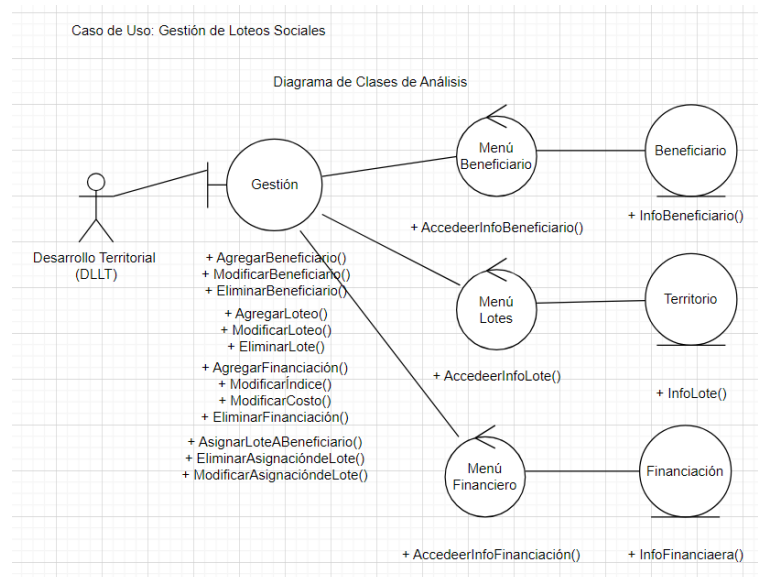 Caso de Uso: Gestión de Loteos Sociales
Diagrama de Clases de Análisis
Desarrollo Territorial
(DLLT)
Gestión
+ AgregarBeneficiario()
+ ModificarBeneficiario()
+ EliminarBeneficiario()
+ AgregarLoteo()
+ ModificarLoteo()
+ EliminarLote()
+ AgregarFinanciación()
+ ModificarÍndice()
+ ModificarCosto()
+ EliminarFinanciación()
+ AsignarLoteABeneficiario()
+ EliminarAsignacióndeLote()
+ ModificarAsignacióndeLote()
Menú
Beneficiario
+ AccedeerInfoBeneficiario()
Beneficiario
+ InfoBeneficiario()
Menú
Lotes
+ AccedeerInfoLote()
Territorio
+ InfoLote()
Menú
Financiero
+ AccedeerInfoFinanciación()
Financiación
+ InfoFinanciaera()